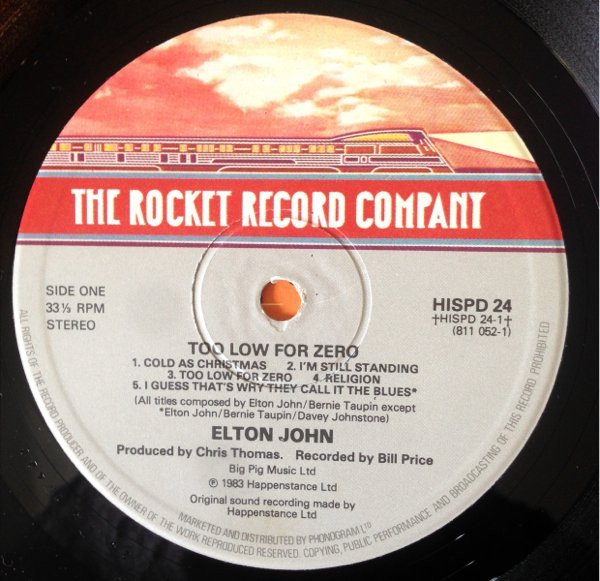 THE ROCKET RECORD COMPANY
SIDE ONE
33⅓ RPM
STEREO
HISPD 24
†HISPD 24-1†
(811 052-1)
TOO LOW FOR ZERO
1. COLD AS CHRISTMAS 2. I'M STILL STANDING
3. TOO LOW FOR ZERO 4. RELIGION
5. I GUESS THAT'S WHY THEY CALL IT THE BLUES*
(All titles composed by Elton John/Bernie Taupin except
*Elton John/Bernie Taupin/Davey Johnstone)
ELTON JOHN
Produced by Chris Thomas. Recorded by Bill Price
Big Pig Music Ltd
℗ 1983 Happenstance Ltd
Original sound recording made by
Happenstance Ltd
MARKETED AND DISTRIBUTED BY PHONOGRAM LTD
ALL RIGHTS OF THE RECORD PRODUCER AND OF THE OWNER OF THE WORK REPRODUCED RESERVED. COPYING, PUBLIC PERFORMANCE AND BROADCASTING OF THIS RECORD PROHIBITED